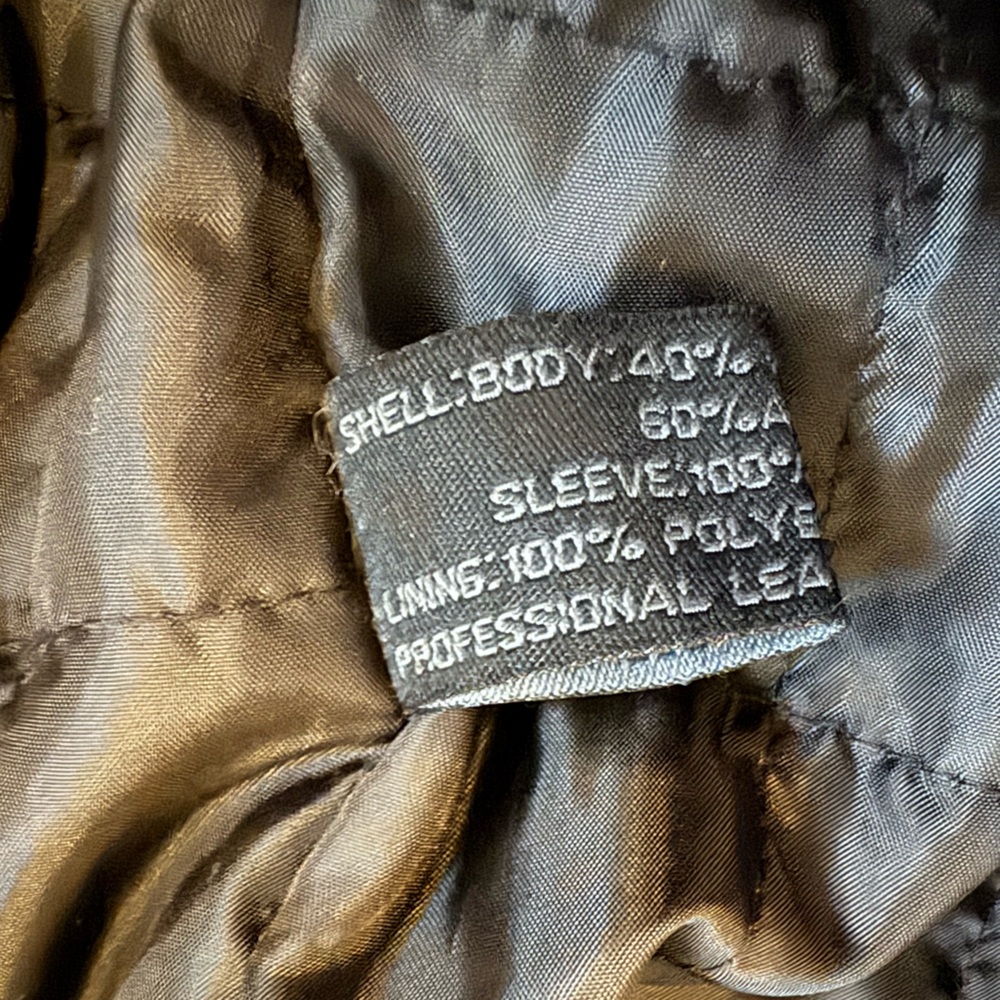 SHELL:BODY:40%
60%A
SLEEVE:100%
LINING:100% POLYE
PROFESSIONAL LEA